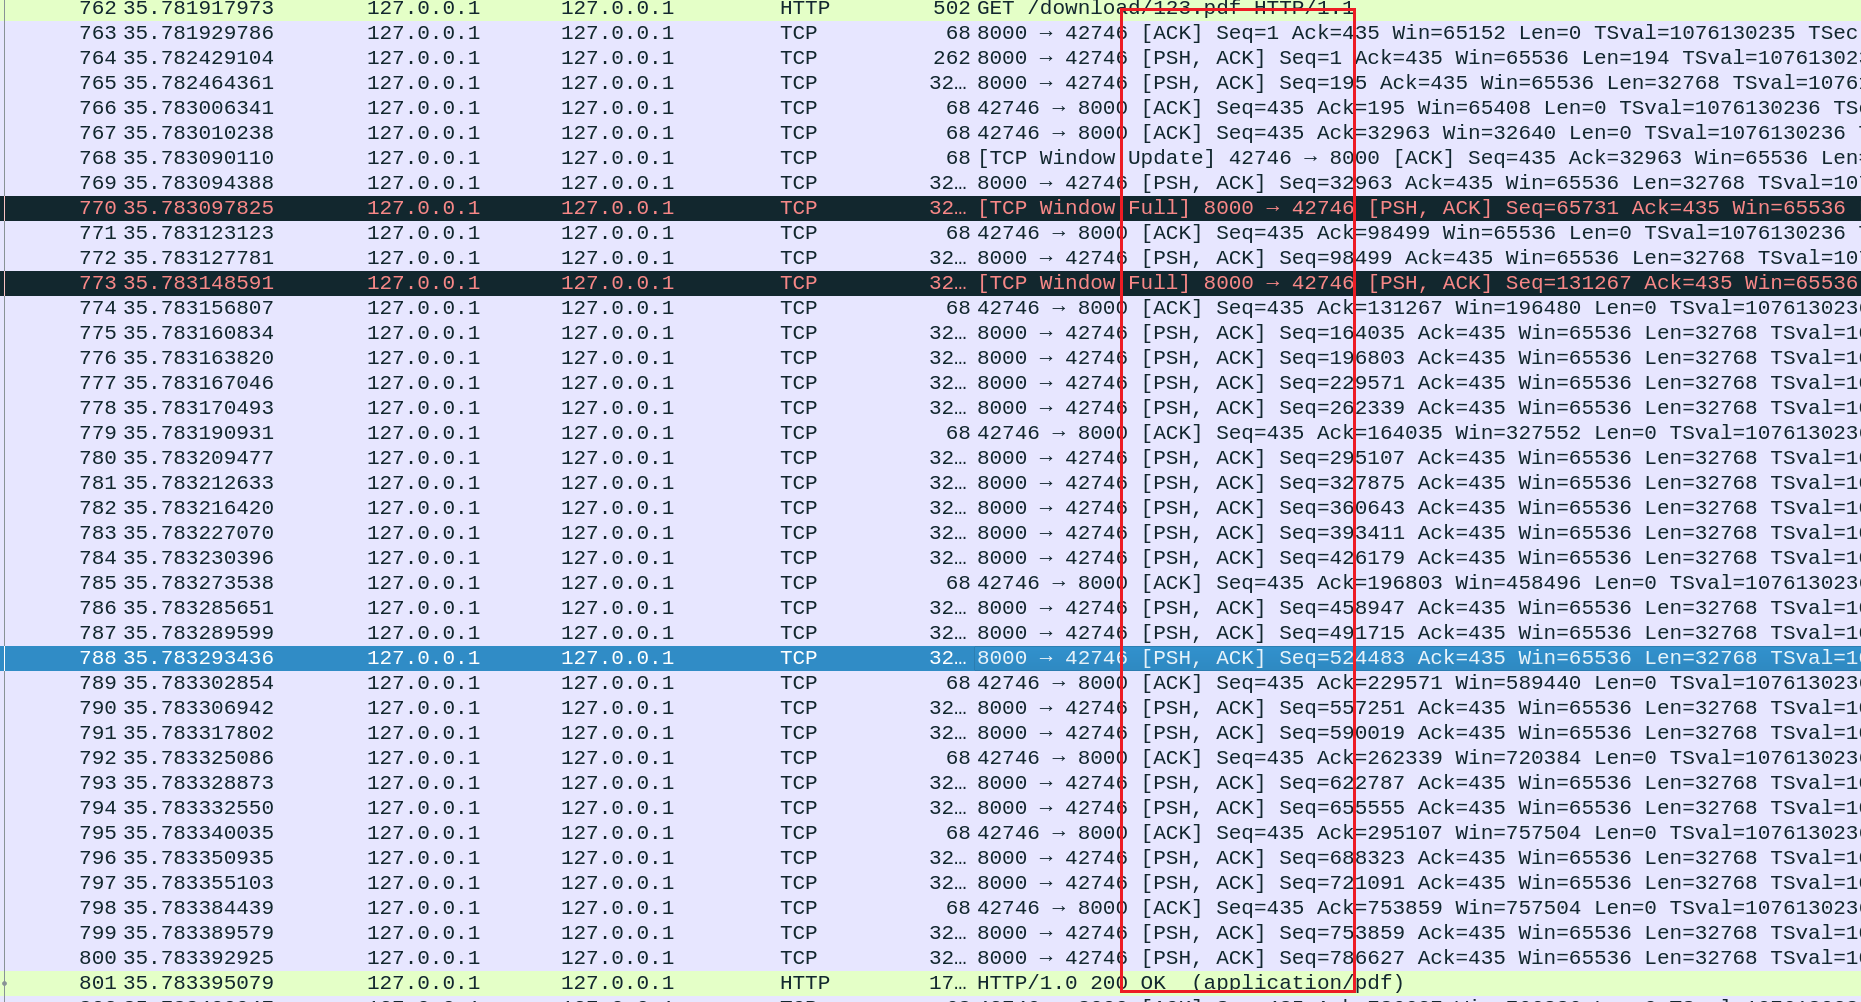 762 35.781917973 127.0.0.1 127.0.0.1 HTTP 502 GET /download/123.pdf HTTP/1.1
763 35.781929786 127.0.0.1 127.0.0.1 TCP 68 8000 → 42746 [ACK] Seq=1 Ack=435 Win=65152 Len=0 TSval=1076130235 TSec
764 35.782429104 127.0.0.1 127.0.0.1 TCP 262 8000 → 42746 [PSH, ACK] Seq=1 Ack=435 Win=65536 Len=194 TSval=107613023
765 35.782464361 127.0.0.1 127.0.0.1 TCP 32… 8000 → 42746 [PSH, ACK] Seq=195 Ack=435 Win=65536 Len=32768 TSval=10761
766 35.783006341 127.0.0.1 127.0.0.1 TCP 68 42746 → 8000 [ACK] Seq=435 Ack=195 Win=65408 Len=0 TSval=1076130236 TSe
767 35.783010238 127.0.0.1 127.0.0.1 TCP 68 42746 → 8000 [ACK] Seq=435 Ack=32963 Win=32640 Len=0 TSval=1076130236
768 35.783090110 127.0.0.1 127.0.0.1 TCP 68 [TCP Window Update] 42746 → 8000 [ACK] Seq=435 Ack=32963 Win=65536 Len=
769 35.783094388 127.0.0.1 127.0.0.1 TCP 32… 8000 → 42746 [PSH, ACK] Seq=32963 Ack=435 Win=65536 Len=32768 TSval=107
770 35.783097825 127.0.0.1 127.0.0.1 TCP 32… [TCP Window Full] 8000 → 42746 [PSH, ACK] Seq=65731 Ack=435 Win=65536
771 35.783123123 127.0.0.1 127.0.0.1 TCP 68 42746 → 8000 [ACK] Seq=435 Ack=98499 Win=65536 Len=0 TSval=1076130236
772 35.783127781 127.0.0.1 127.0.0.1 TCP 32… 8000 → 42746 [PSH, ACK] Seq=98499 Ack=435 Win=65536 Len=32768 TSval=107
773 35.783148591 127.0.0.1 127.0.0.1 TCP 32… [TCP Window Full] 8000 → 42746 [PSH, ACK] Seq=131267 Ack=435 Win=65536
774 35.783156807 127.0.0.1 127.0.0.1 TCP 68 42746 → 8000 [ACK] Seq=435 Ack=131267 Win=196480 Len=0 TSval=107613023
775 35.783160834 127.0.0.1 127.0.0.1 TCP 32… 8000 → 42746 [PSH, ACK] Seq=164035 Ack=435 Win=65536 Len=32768 TSval=10
776 35.783163820 127.0.0.1 127.0.0.1 TCP 32… 8000 → 42746 [PSH, ACK] Seq=196803 Ack=435 Win=65536 Len=32768 TSval=10
777 35.783167046 127.0.0.1 127.0.0.1 TCP 32… 8000 → 42746 [PSH, ACK] Seq=229571 Ack=435 Win=65536 Len=32768 TSval=10
778 35.783170493 127.0.0.1 127.0.0.1 TCP 32… 8000 → 42746 [PSH, ACK] Seq=262339 Ack=435 Win=65536 Len=32768 TSval=10
779 35.783190931 127.0.0.1 127.0.0.1 TCP 68 42746 → 8000 [ACK] Seq=435 Ack=164035 Win=327552 Len=0 TSval=107613023
780 35.783209477 127.0.0.1 127.0.0.1 TCP 32… 8000 → 42746 [PSH, ACK] Seq=295107 Ack=435 Win=65536 Len=32768 TSval=10
781 35.783212633 127.0.0.1 127.0.0.1 TCP 32… 8000 → 42746 [PSH, ACK] Seq=327875 Ack=435 Win=65536 Len=32768 TSval=10
782 35.783216420 127.0.0.1 127.0.0.1 TCP 32… 8000 → 42746 [PSH, ACK] Seq=360643 Ack=435 Win=65536 Len=32768 TSval=10
783 35.783227070 127.0.0.1 127.0.0.1 TCP 32… 8000 → 42746 [PSH, ACK] Seq=393411 Ack=435 Win=65536 Len=32768 TSval=10
784 35.783230396 127.0.0.1 127.0.0.1 TCP 32… 8000 → 42746 [PSH, ACK] Seq=426179 Ack=435 Win=65536 Len=32768 TSval=10
785 35.783273538 127.0.0.1 127.0.0.1 TCP 68 42746 → 8000 [ACK] Seq=435 Ack=196803 Win=458496 Len=0 TSval=107613023
786 35.783285651 127.0.0.1 127.0.0.1 TCP 32… 8000 → 42746 [PSH, ACK] Seq=458947 Ack=435 Win=65536 Len=32768 TSval=10
787 35.783289599 127.0.0.1 127.0.0.1 TCP 32… 8000 → 42746 [PSH, ACK] Seq=491715 Ack=435 Win=65536 Len=32768 TSval=10
788 35.783293436 127.0.0.1 127.0.0.1 TCP 32… 8000 → 42746 [PSH, ACK] Seq=524483 Ack=435 Win=65536 Len=32768 TSval=10
789 35.783302854 127.0.0.1 127.0.0.1 TCP 68 42746 → 8000 [ACK] Seq=435 Ack=229571 Win=589440 Len=0 TSval=107613023
790 35.783306942 127.0.0.1 127.0.0.1 TCP 32… 8000 → 42746 [PSH, ACK] Seq=557251 Ack=435 Win=65536 Len=32768 TSval=10
791 35.783317802 127.0.0.1 127.0.0.1 TCP 32… 8000 → 42746 [PSH, ACK] Seq=590019 Ack=435 Win=65536 Len=32768 TSval=10
792 35.783325086 127.0.0.1 127.0.0.1 TCP 68 42746 → 8000 [ACK] Seq=435 Ack=262339 Win=720384 Len=0 TSval=107613023
793 35.783328873 127.0.0.1 127.0.0.1 TCP 32… 8000 → 42746 [PSH, ACK] Seq=622787 Ack=435 Win=65536 Len=32768 TSval=10
794 35.783332550 127.0.0.1 127.0.0.1 TCP 32… 8000 → 42746 [PSH, ACK] Seq=655555 Ack=435 Win=65536 Len=32768 TSval=10
795 35.783340035 127.0.0.1 127.0.0.1 TCP 68 42746 → 8000 [ACK] Seq=435 Ack=295107 Win=757504 Len=0 TSval=107613023
796 35.783350935 127.0.0.1 127.0.0.1 TCP 32… 8000 → 42746 [PSH, ACK] Seq=688323 Ack=435 Win=65536 Len=32768 TSval=10
797 35.783355103 127.0.0.1 127.0.0.1 TCP 32… 8000 → 42746 [PSH, ACK] Seq=721091 Ack=435 Win=65536 Len=32768 TSval=10
798 35.783384439 127.0.0.1 127.0.0.1 TCP 68 42746 → 8000 [ACK] Seq=435 Ack=753859 Win=757504 Len=0 TSval=107613023
799 35.783389579 127.0.0.1 127.0.0.1 TCP 32… 8000 → 42746 [PSH, ACK] Seq=753859 Ack=435 Win=65536 Len=32768 TSval=10
800 35.783392925 127.0.0.1 127.0.0.1 TCP 32… 8000 → 42746 [PSH, ACK] Seq=786627 Ack=435 Win=65536 Len=32768 TSval=10
801 35.783395079 127.0.0.1 127.0.0.1 HTTP 17… HTTP/1.0 200 OK (application/pdf)